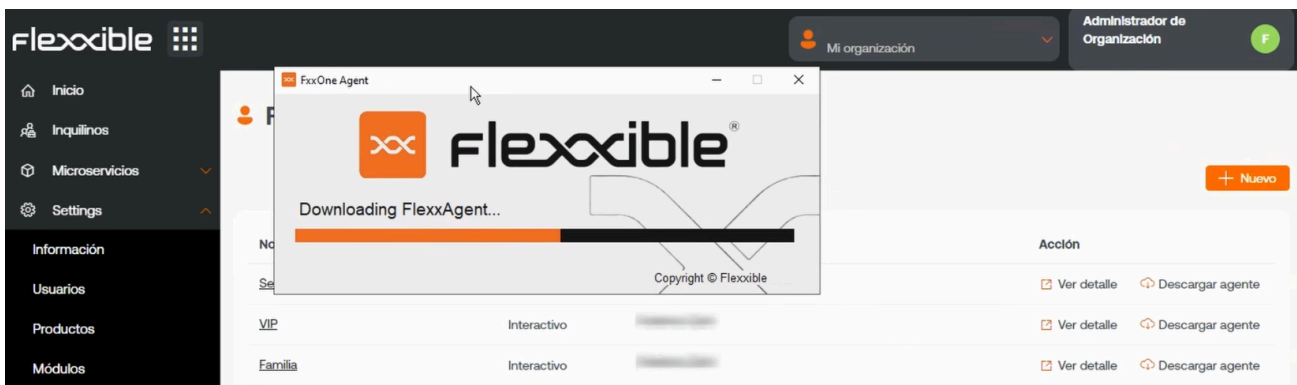 Flexxible
Mi organización
Administrador de
Organización
F
Inicio
Inquilinos
Microservicios
Settings
Información
Usuarios
Productos
Módulos
FxxOne Agent
Flexxible®
Downloading FlexxAgent...
Copyright © Flexxible
+ Nuevo
Acción
Ver detalle Descargar agente
VIP Interactivo Ver detalle Descargar agente
Familia Interactivo Ver detalle Descargar agente